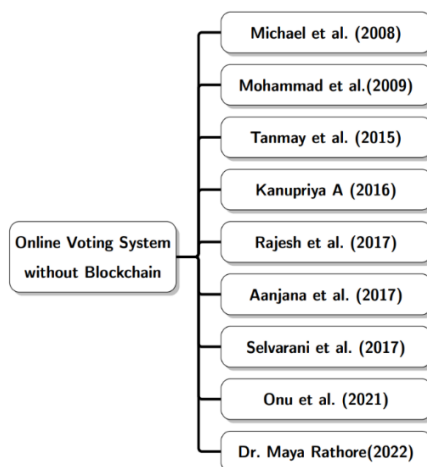 Michael et al. (2008)
Mohammad et al.(2009)
Tanmay et al. (2015)
Kanupriya A (2016)
Online Voting System
without Blockchain
Rajesh et al. (2017)
Aanjana et al. (2017)
Selvarani et al. (2017)
Onu et al. (2021)
Dr. Maya Rathore(2022)